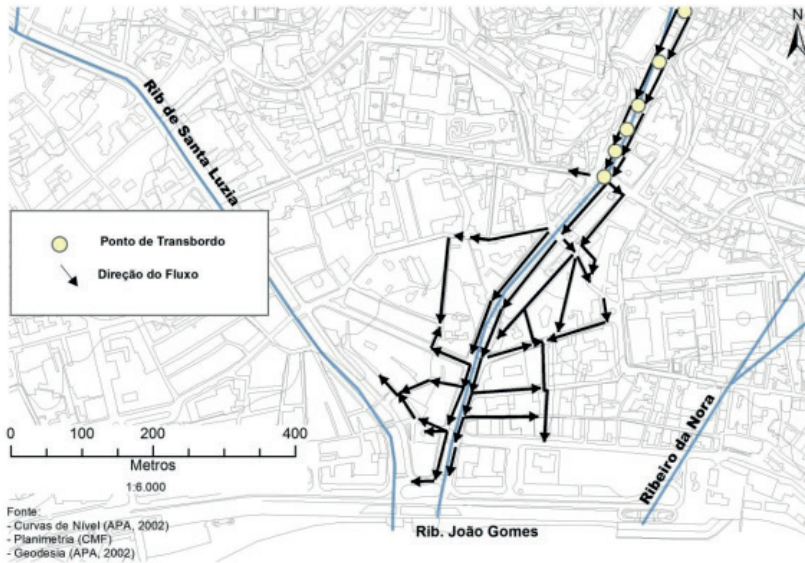 N
Rib de Santa Luzia
Ponto de Transbordo
Direção do Fluxo
0 100 200 400
Metros
1:6.000
Fonte:
- Curvas de Nível (APA, 2002)
- Planimetria (CMF)
- Geodesia (APA, 2002)
Rib. João Gomes
Ribeiro da Nora